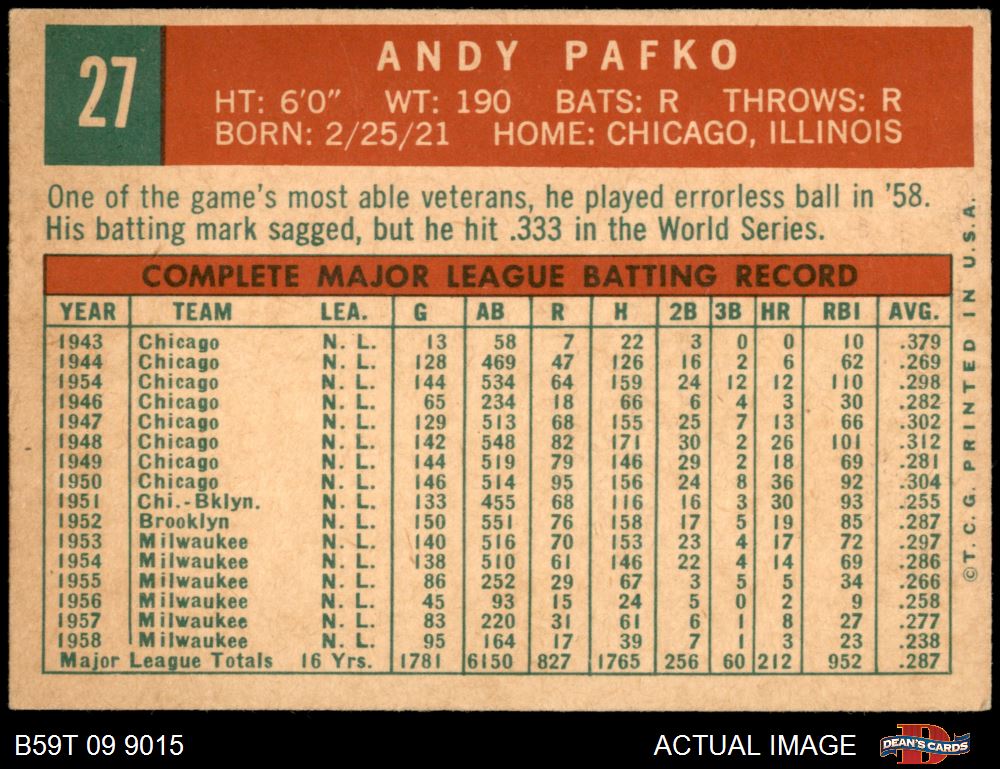 27
ANDY PAFKO
HT: 6'0" WT: 190 BATS: R THROWS: R
BORN: 2/25/21 HOME: CHICAGO, ILLINOIS
One of the game's most able veterans, he played errorless ball in '58.
His batting mark sagged, but he hit .333 in the World Series.
COMPLETE MAJOR LEAGUE BATTING RECORD
YEAR TEAM LEA. G AB R H 2B 3B HR RBI AVG.
1943 Chicago N. L. 13 58 7 22 3 0 0 10 .379
1944 Chicago N. L. 128 469 47 126 16 2 6 62 .269
1954 Chicago N. L. 144 534 64 159 24 12 12 110 .298
1946 Chicago N. L. 65 234 18 66 6 4 3 30 .282
1947 Chicago N. L. 129 513 68 155 25 7 13 66 .302
1948 Chicago N. L. 142 548 82 171 30 2 26 101 .312
1949 Chicago N. L. 144 519 79 146 29 2 18 69 .281
1950 Chicago N. L. 146 514 95 156 24 8 36 92 .304
1951 Chi.-Bklyn. N. L. 133 455 68 116 16 3 30 93 .255
1952 Brooklyn N. L. 150 551 76 158 17 5 19 85 .287
1953 Milwaukee N. L. 140 516 70 153 23 4 17 72 .297
1954 Milwaukee N. L. 138 510 61 146 22 4 14 69 .286
1955 Milwaukee N. L. 86 252 29 67 3 5 5 34 .266
1956 Milwaukee N. L. 45 93 15 24 5 0 2 9 .258
1957 Milwaukee N. L. 83 220 31 61 6 1 8 27 .277
1958 Milwaukee N. L. 95 164 17 39 7 1 3 23 .238
Major League Totals 16 Yrs. 1781 6150 827 1765 256 60 212 952 .287
©T. C. G. PRINTED IN U.S.A.
B59T 09 9015
ACTUAL IMAGE
DEAN'S CARDS